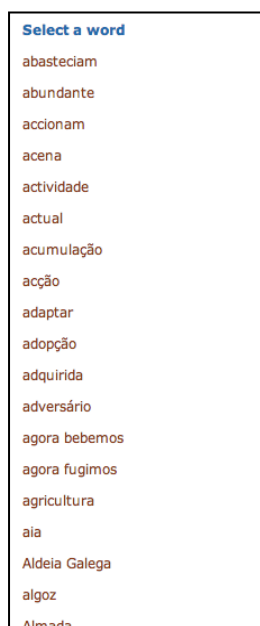 Select a word
abasteciam
abundante
accionam
acena
actividade
actual
acumulação
acção
adaptar
adopção
adquirida
adversário
agora bebemos
agora fugimos
agricultura
aia
Aldeia Galega
algoz
Almada